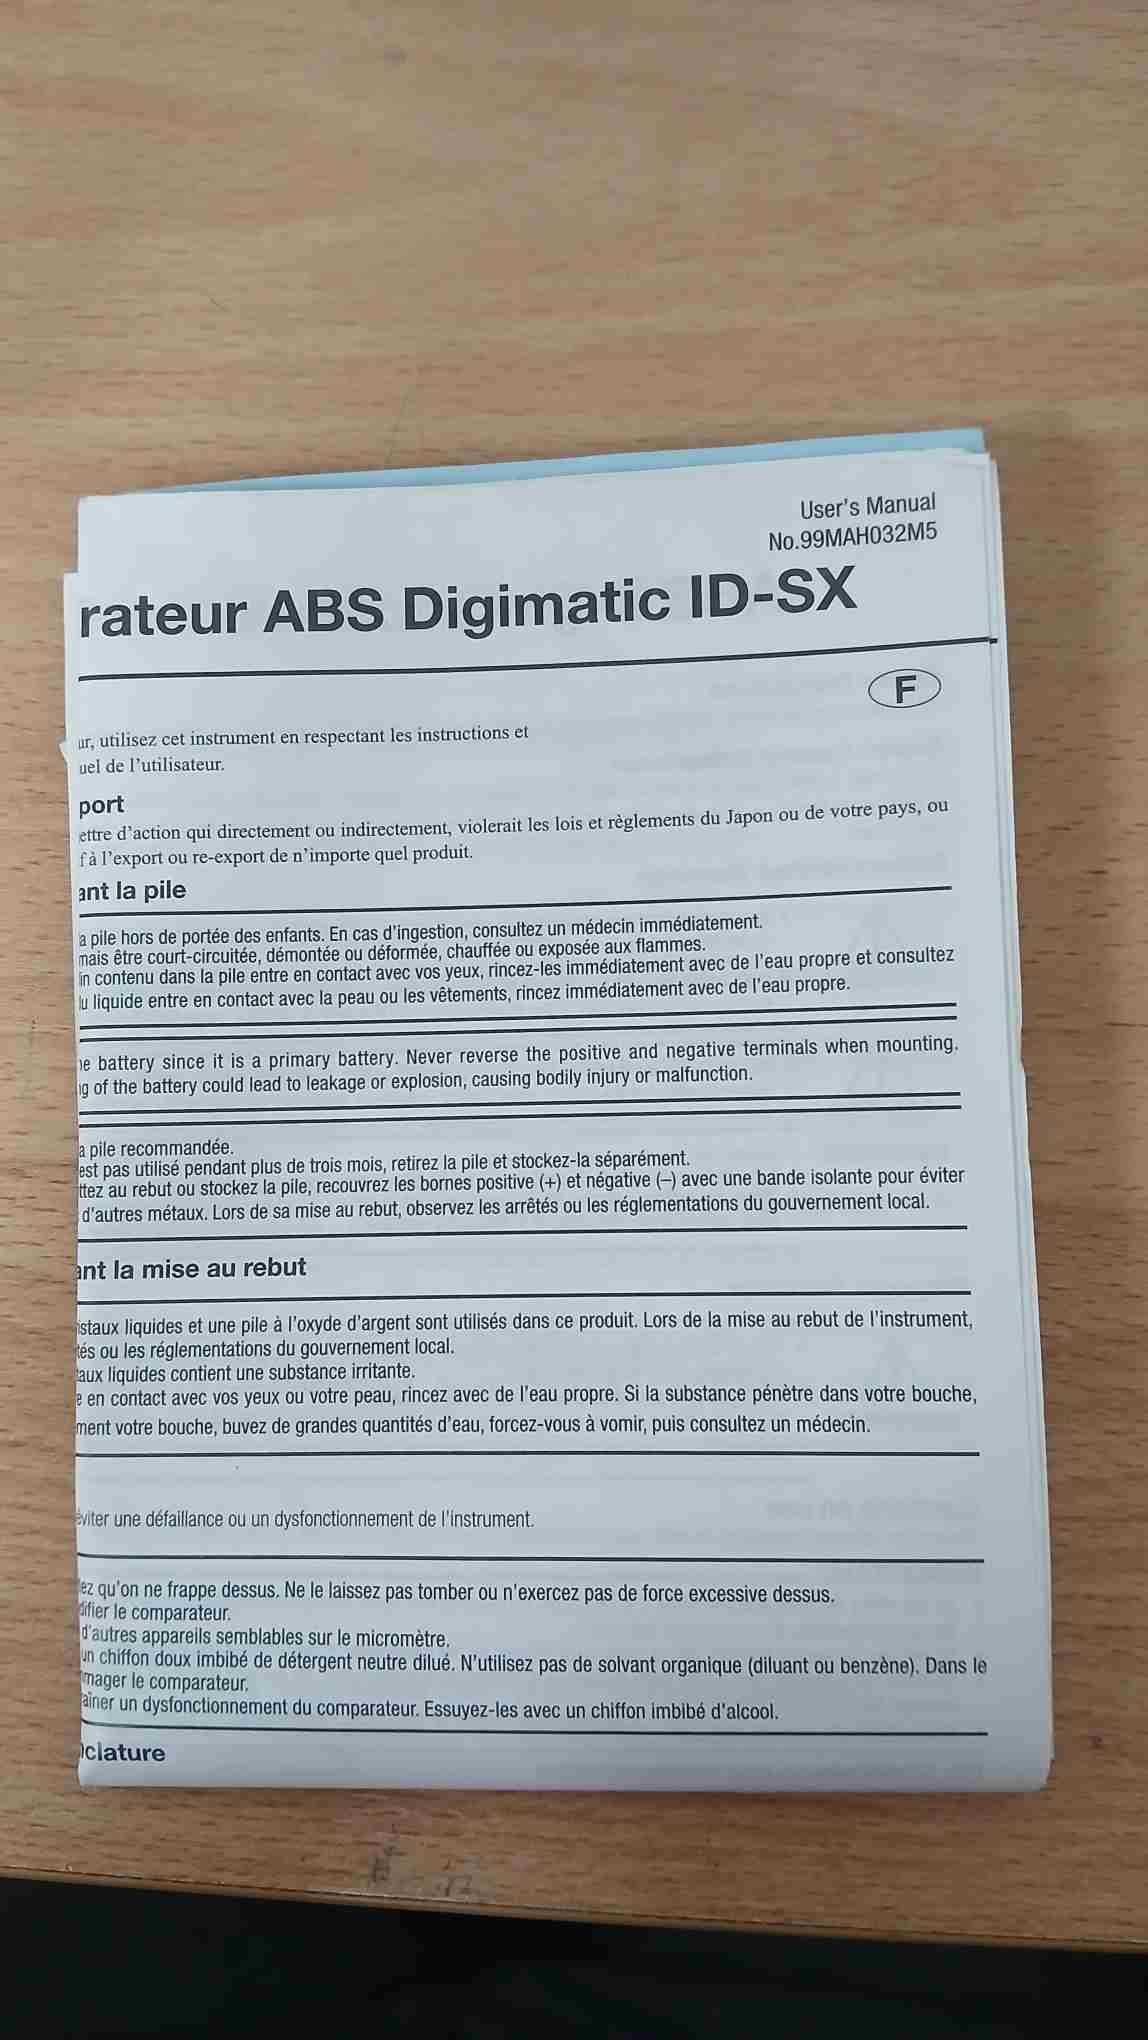 User's Manual
No.99MAH032M5
rateur ABS Digimatic ID-SX
F
ur, utilisez cet instrument en respectant les instructions et
uel de l'utilisateur.
port
ettre d'action qui directement ou indirectement, violerait les lois et règlements du Japon ou de votre pays, ou
f à l'export ou re-export de n'importe quel produit.
ant la pile
a pile hors de portée des enfants. En cas d'ingestion, consultez un médecin immédiatement.
mais être court-circuitée, démontée ou déformée, chauffée ou exposée aux flammes.
in contenu dans la pile entre en contact avec vos yeux, rincez-les immédiatement avec de l'eau propre et consultez
u liquide entre en contact avec la peau ou les vêtements, rincez immédiatement avec de l'eau propre.
ne battery since it is a primary battery. Never reverse the positive and negative terminals when mounting.
ng of the battery could lead to leakage or explosion, causing bodily injury or malfunction.
a pile recommandée.
est pas utilisé pendant plus de trois mois, retirez la pile et stockez-la séparément.
ttez au rebut ou stockez la pile, recouvrez les bornes positive (+) et négative (–) avec une bande isolante pour éviter
d'autres métaux. Lors de sa mise au rebut, observez les arrêtés ou les réglementations du gouvernement local.
ant la mise au rebut
istaux liquides et une pile à l'oxyde d'argent sont utilisés dans ce produit. Lors de la mise au rebut de l'instrument,
tés ou les réglementations du gouvernement local.
aux liquides contient une substance irritante.
e en contact avec vos yeux ou votre peau, rincez avec de l'eau propre. Si la substance pénètre dans votre bouche,
ment votre bouche, buvez de grandes quantités d'eau, forcez-vous à vomir, puis consultez un médecin.
éviter une défaillance ou un dysfonctionnement de l'instrument.
lez qu'on ne frappe dessus. Ne le laissez pas tomber ou n'exercez pas de force excessive dessus.
difier le comparateur.
d'autres appareils semblables sur le micromètre.
un chiffon doux imbibé de détergent neutre dilué. N'utilisez pas de solvant organique (diluant ou benzène). Dans le
mager le comparateur.
aîner un dysfonctionnement du comparateur. Essuyez-les avec un chiffon imbibé d'alcool.
clature